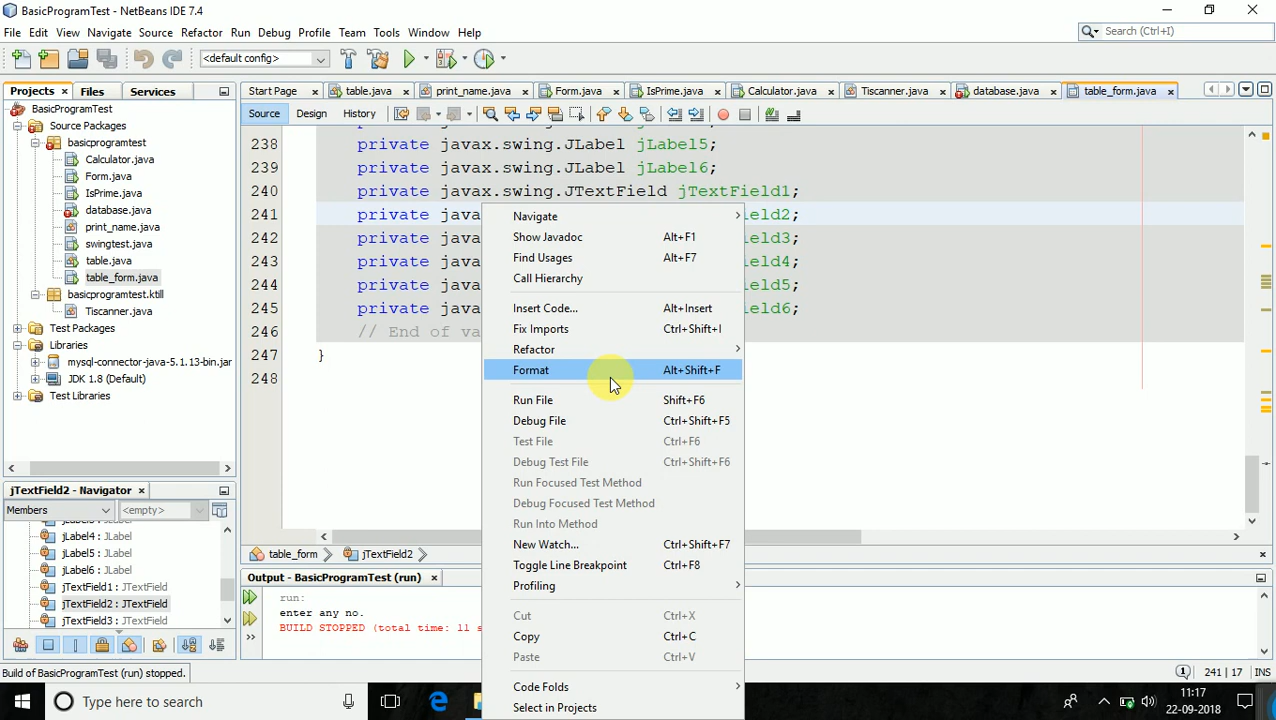 BasicProgramTest - NetBeans IDE 7.4
File Edit View Navigate Source Refactor Run Debug Profile Team Tools Window Help
Search (Ctrl+I)
<default config>
Projects Files Services
Start Page table.java print_name.java Form.java IsPrime.java Calculator.java Tiscanner.java database.java table_form.java
Source Design History
BasicProgramTest
Source Packages
basicprogramtest
Calculator.java
Form.java
IsPrime.java
database.java
print_name.java
swingtest.java
table.java
table_form.java
basicprogramtest.ktill
Tiscanner.java
Test Packages
Libraries
mysql-connector-java-5.1.13-bin.jar
JDK 1.8 (Default)
Test Libraries
238 private javax.swing.JLabel jLabel5;
239 private javax.swing.JLabel jLabel6;
240 private javax.swing.JTextField jTextField1;
241 private java ield2;
242 private java ield3;
243 private java ield4;
244 private java ield5;
245 private java ield6;
246 // End of va
247 }
248
Navigate
Show Javadoc Alt+F1
Find Usages Alt+F7
Call Hierarchy
Insert Code... Alt+Insert
Fix Imports Ctrl+Shift+I
Refactor
Format Alt+Shift+F
Run File Shift+F6
Debug File Ctrl+Shift+F5
Test File Ctrl+F6
Debug Test File Ctrl+Shift+F6
Run Focused Test Method
Debug Focused Test Method
Run Into Method
New Watch... Ctrl+Shift+F7
Toggle Line Breakpoint Ctrl+F8
Profiling
Cut Ctrl+X
Copy Ctrl+C
Paste Ctrl+V
Code Folds
Select in Projects
jTextField2 - Navigator
Members <empty>
jLabel4 : JLabel
jLabel5 : JLabel
jLabel6 : JLabel
jTextField1 : JTextField
jTextField2 : JTextField
jTextField3 : JTextField
table_form jTextField2
Output - BasicProgramTest (run)
run:
enter any no.
BUILD STOPPED (total time: 11 s
Build of BasicProgramTest (run) stopped.
1 241 | 17 INS
Type here to search
11:17
22-09-2018